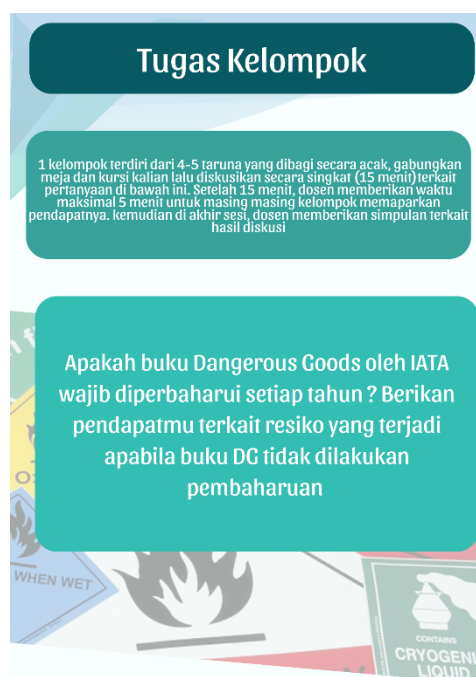 Tugas Kelompok
1 kelompok terdiri dari 4-5 taruna yang dibagi secara acak, gabungkan
meja dan kursi kalian lalu diskusikan secara singkat (15 menit)terkait
pertanyaan di bawah ini. Setelah 15 menit, dosen memberikan waktu
maksimal 5 menit untuk masing masing kelompok memaparkan
pendapatnya. kemudian di akhir sesi, dosen memberikan simpulan terkait
hasil diskusi
Apakah buku Dangerous Goods oleh IATA
wajib diperbaharui setiap tahun ? Berikan
pendapatmu terkait resiko yang terjadi
apabila buku DG tidak dilakukan
pembaharuan
WHEN WET
CONTAINS
CRYOGENI
LIQUID